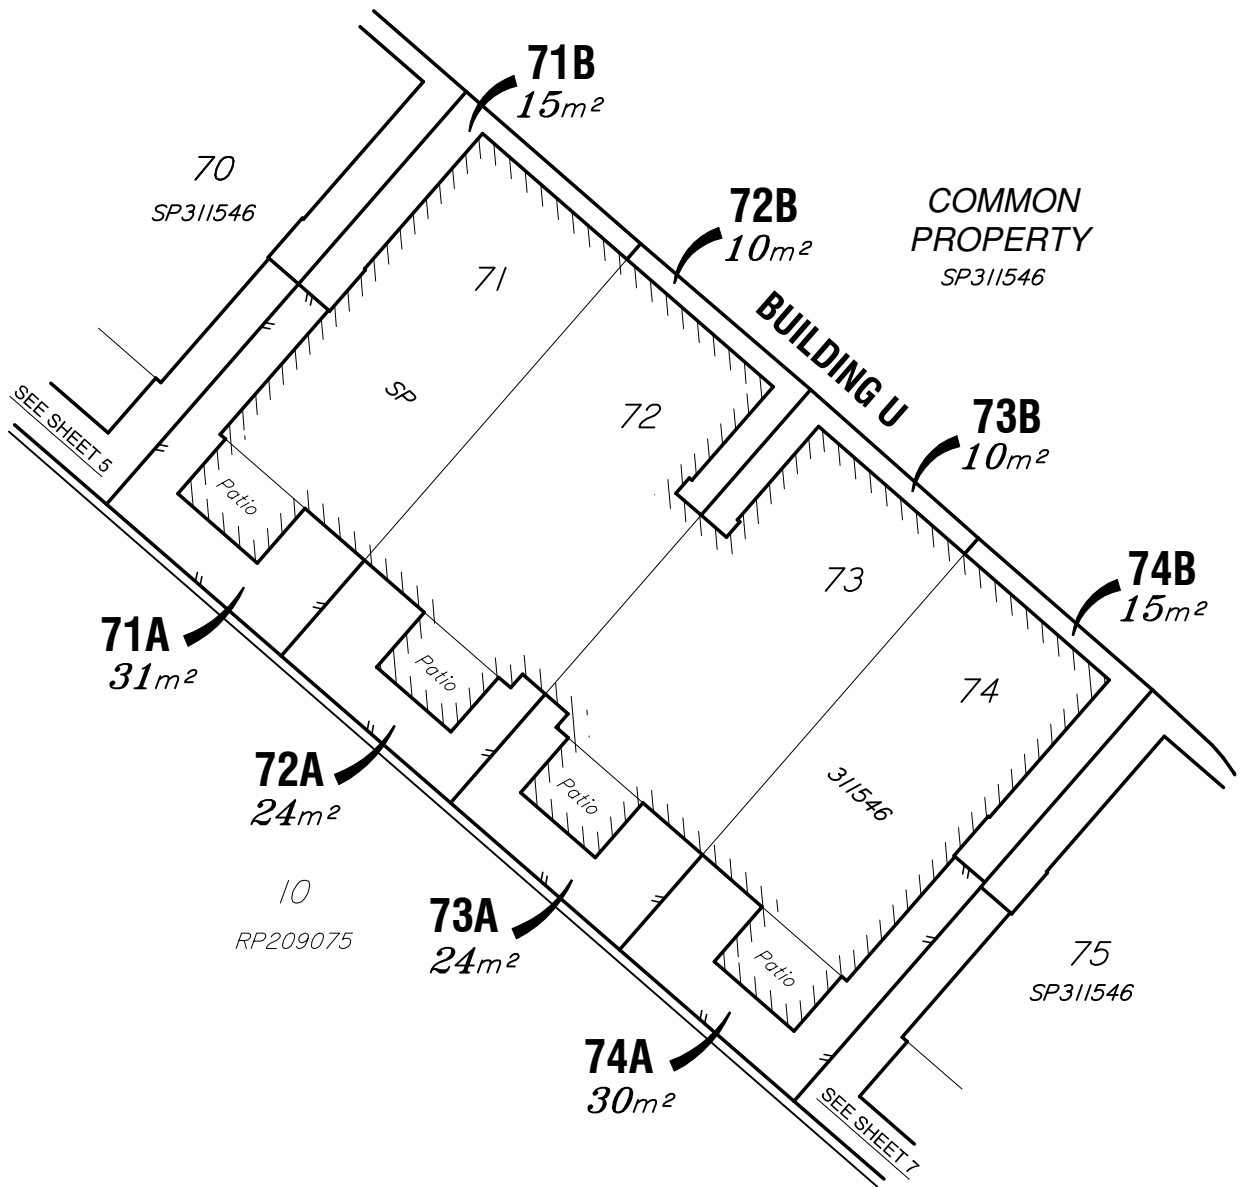 71B
15m²
70
SP311546
72B
10m²
COMMON
PROPERTY
SP311546
71
BUILDING U
SP
72
73B
10m²
SEE SHEET 5
Patio
73
74B
15m²
71A
31m²
Patio
74
72A
24m²
Patio
311546
10
RP209075
73A
24m²
Patio
75
SP311546
74A
30m²
SEE SHEET 7